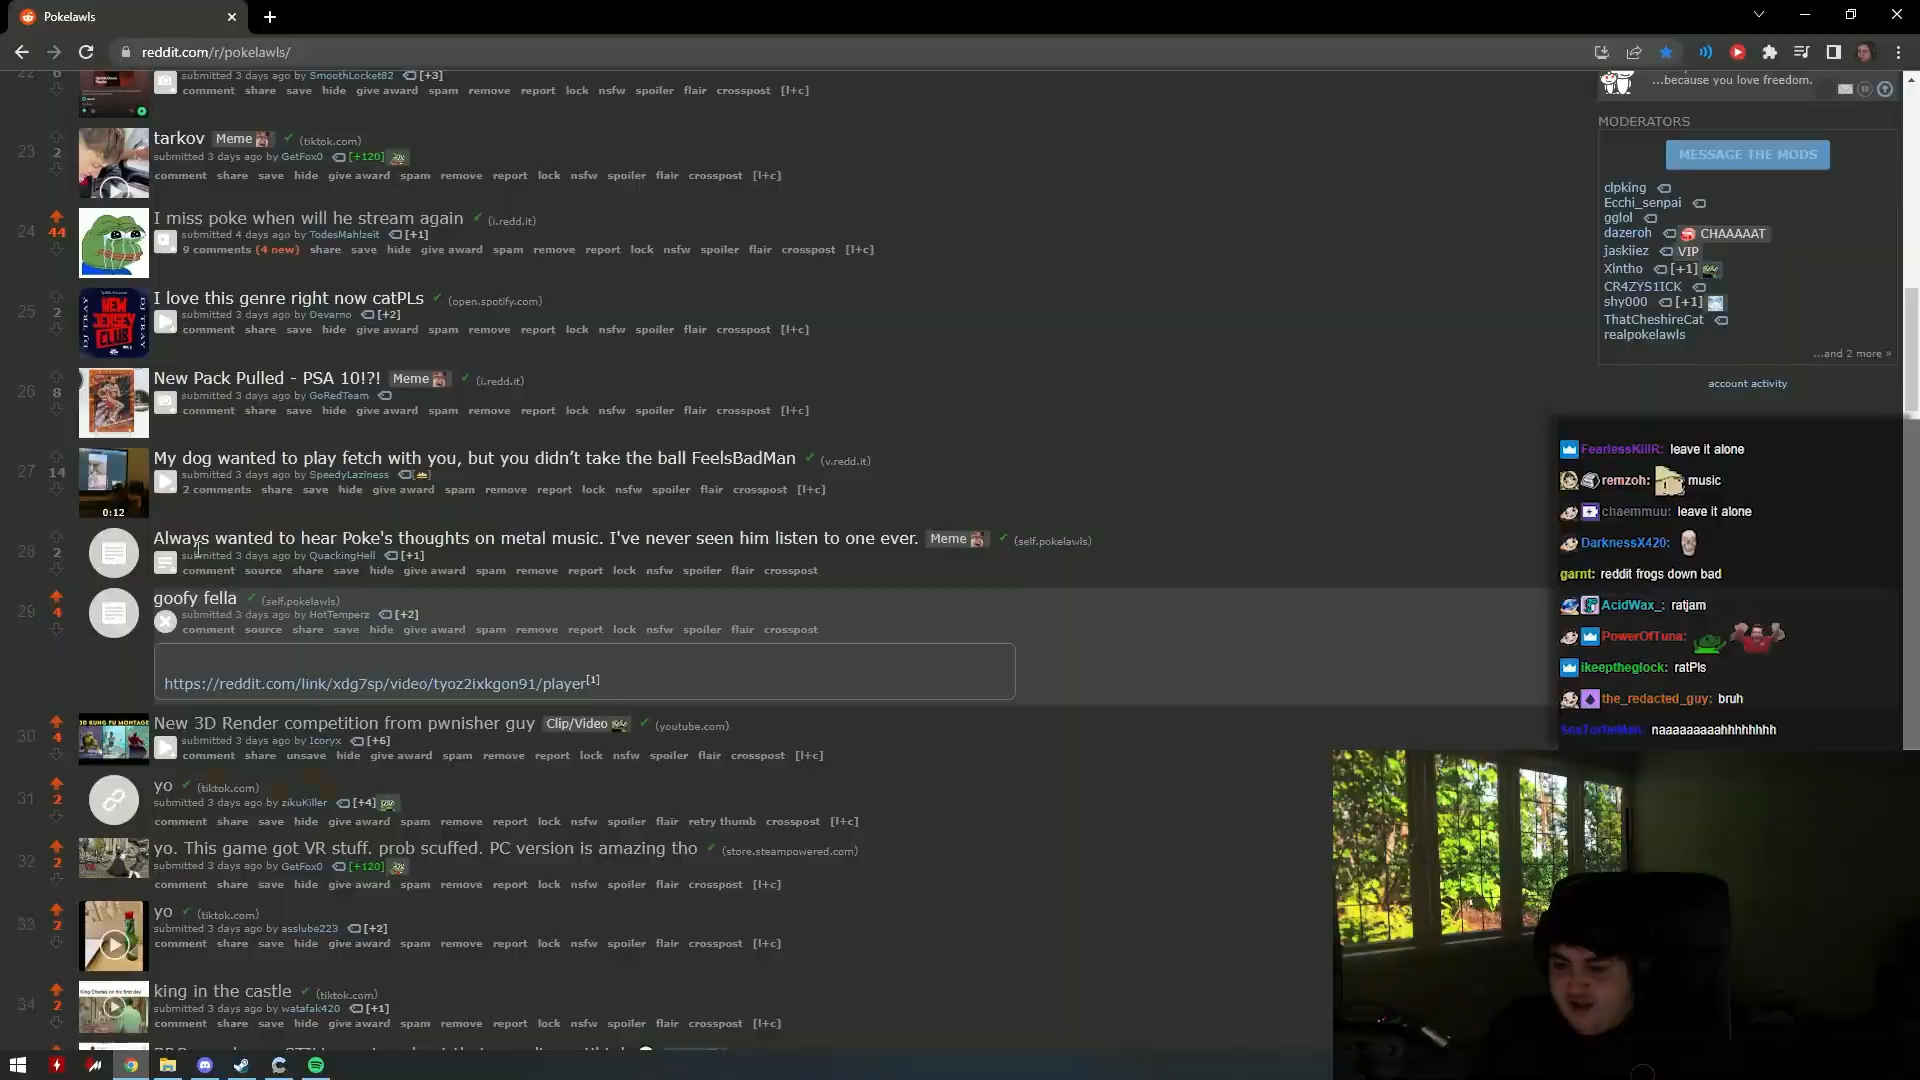 Pokelawls
reddit.com/r/pokelawls/
22 6 submitted 3 days ago by SmoothLocket82 [+3]
comment share save hide give award spam remove report lock nsfw spoiler flair crosspost [l+c]
tarkov Meme (tiktok.com)
23 2 submitted 3 days ago by GetFox0 [+120]
comment share save hide give award spam remove report lock nsfw spoiler flair crosspost [l+c]
I miss poke when will he stream again (i.redd.it)
24 44 submitted 4 days ago by TodesMahlzeit [+1]
9 comments (4 new) share save hide give award spam remove report lock nsfw spoiler flair crosspost [l+c]
I love this genre right now catPLs (open.spotify.com)
25 2 submitted 3 days ago by Devarno [+2]
comment share save hide give award spam remove report lock nsfw spoiler flair crosspost [l+c]
DJ TRAY NEW JERSEY CLUB DJ TRAY
New Pack Pulled - PSA 10!?! Meme (i.redd.it)
26 8 submitted 3 days ago by GoRedTeam
comment share save hide give award spam remove report lock nsfw spoiler flair crosspost [l+c]
My dog wanted to play fetch with you, but you didn’t take the ball FeelsBadMan (v.redd.it)
27 14 submitted 3 days ago by SpeedyLaziness
2 comments share save hide give award spam remove report lock nsfw spoiler flair crosspost [l+c]
0:12
Always wanted to hear Poke's thoughts on metal music. I've never seen him listen to one ever. Meme (self.pokelawls)
28 2 submitted 3 days ago by QuackingHell [+1]
comment source share save hide give award spam remove report lock nsfw spoiler flair crosspost
goofy fella (self.pokelawls)
29 4 submitted 3 days ago by HotTemperz [+2]
comment source share save hide give award spam remove report lock nsfw spoiler flair crosspost
https://reddit.com/link/xdg7sp/video/tyoz2ixkgon91/player[1]
New 3D Render competition from pwnisher guy Clip/Video (youtube.com)
3D KUNG FU MONTAGE
30 4 submitted 3 days ago by Icoryx [+6]
comment share unsave hide give award spam remove report lock nsfw spoiler flair crosspost [l+c]
yo (tiktok.com)
31 2 submitted 3 days ago by zikuKiller [+4]
comment share save hide give award spam remove report lock nsfw spoiler flair retry thumb crosspost [l+c]
yo. This game got VR stuff. prob scuffed. PC version is amazing tho (store.steampowered.com)
32 2 submitted 3 days ago by GetFox0 [+120]
comment share save hide give award spam remove report lock nsfw spoiler flair crosspost [l+c]
yo (tiktok.com)
33 2 submitted 3 days ago by asslube223 [+2]
comment share save hide give award spam remove report lock nsfw spoiler flair crosspost [l+c]
king in the castle (tiktok.com)
King Charles on his first day
34 2 submitted 3 days ago by watafak420 [+1]
comment share save hide give award spam remove report lock nsfw spoiler flair crosspost [l+c]
...because you love freedom.
MODERATORS
MESSAGE THE MODS
clpking
Ecchi_senpai
gglol
dazeroh CHAAAAAT
jaskiiez VIP
Xintho [+1]
CR4ZYS1ICK
shy000 [+1]
ThatCheshireCat
realpokelawls
...and 2 more »
account activity
FearlessKillR: leave it alone
remzoh: music
chaemmuu: leave it alone
DarknessX420:
garnt: reddit frogs down bad
AcidWax_: ratjam
PowerOfTuna:
ikeeptheglock: ratPls
the_redacted_guy: bruh
SeaTurtleMan: naaaaaaaaahhhhhhhhh